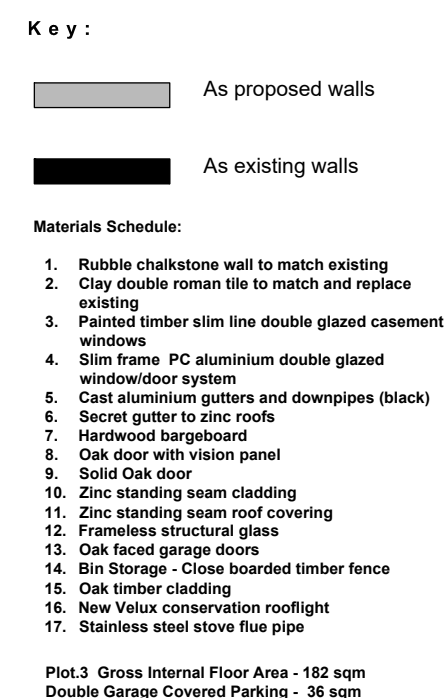 Key:
As proposed walls
As existing walls
Materials Schedule:
1. Rubble chalkstone wall to match existing
2. Clay double roman tile to match and replace
existing
3. Painted timber slim line double glazed casement
windows
4. Slim frame PC aluminium double glazed
window/door system
5. Cast aluminium gutters and downpipes (black)
6. Secret gutter to zinc roofs
7. Hardwood bargeboard
8. Oak door with vision panel
9. Solid Oak door
10. Zinc standing seam cladding
11. Zinc standing seam roof covering
12. Frameless structural glass
13. Oak faced garage doors
14. Bin Storage - Close boarded timber fence
15. Oak timber cladding
16. New Velux conservation rooflight
17. Stainless steel stove flue pipe
Plot.3 Gross Internal Floor Area - 182 sqm
Double Garage Covered Parking - 36 sqm